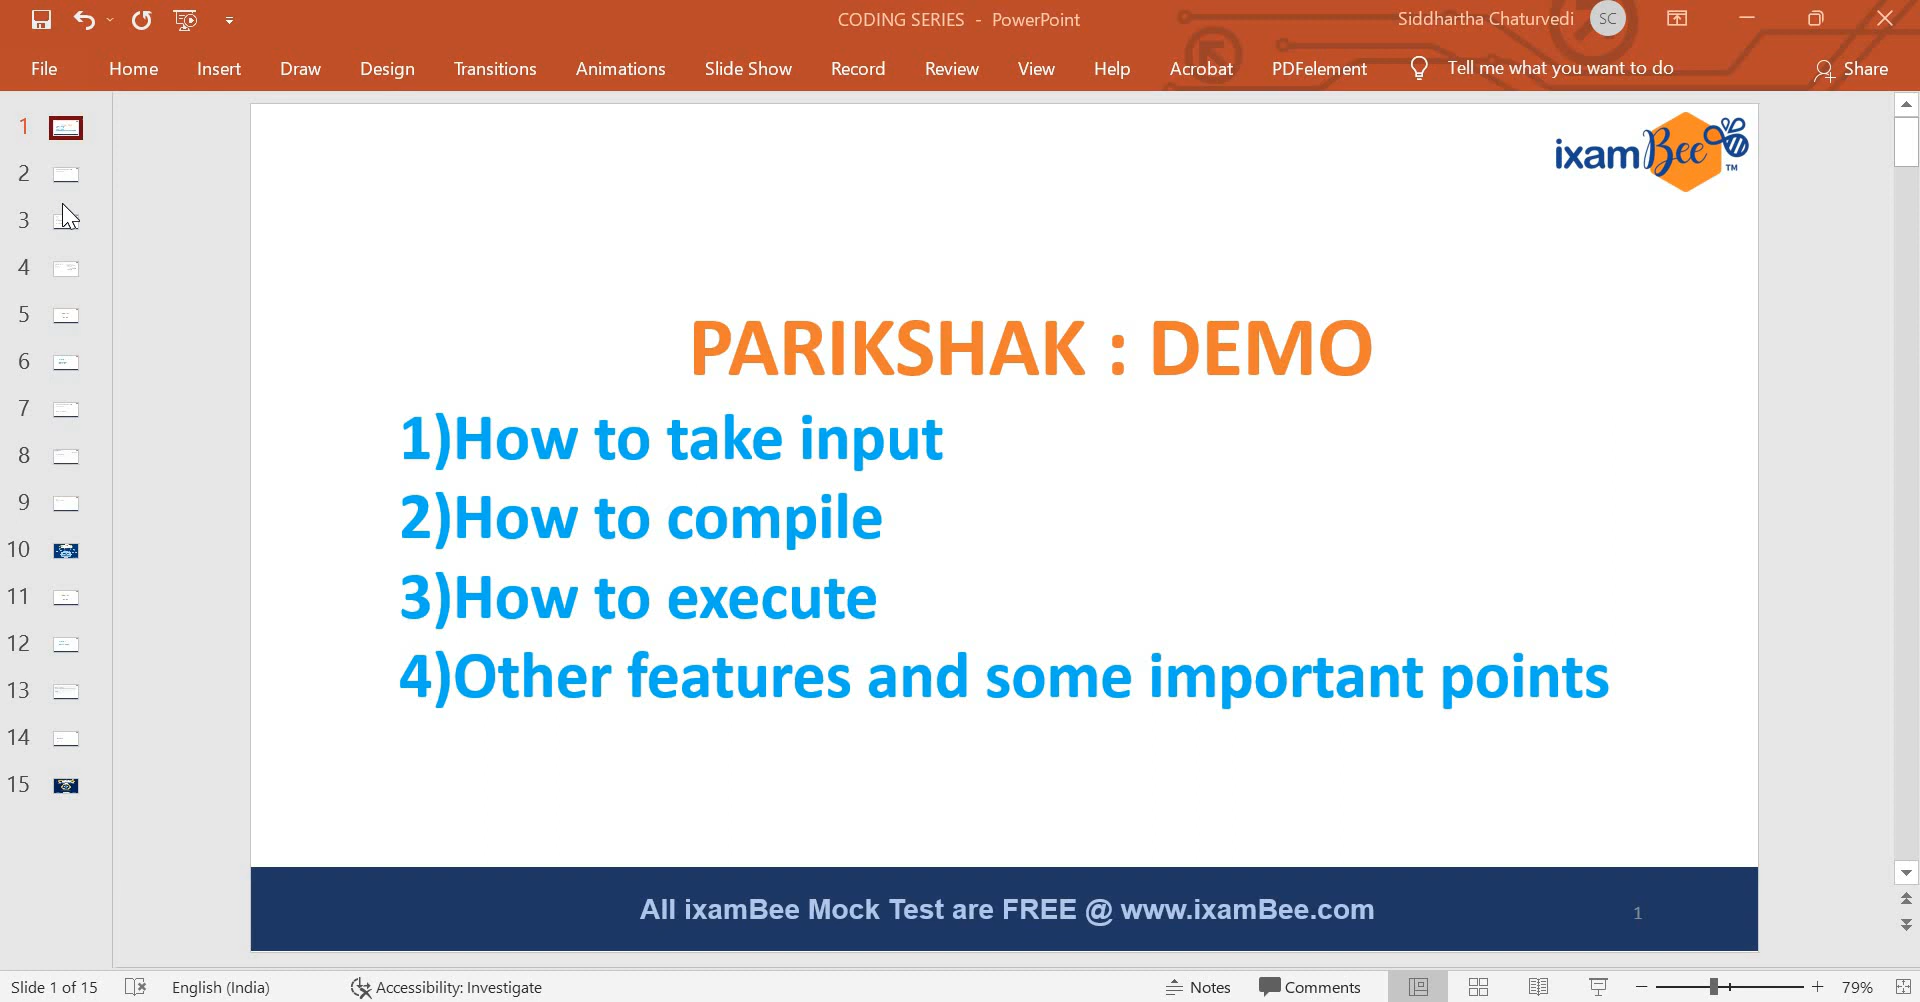 CODING SERIES - PowerPoint
Siddhartha Chaturvedi SC
File Home Insert Draw Design Transitions Animations Slide Show Record Review View Help Acrobat PDFelement Tell me what you want to do Share
1
2
3
4
5
6
7
8
9
10
11
12
13
14
15
ixamBee TM
PARIKSHAK : DEMO
1)How to take input
2)How to compile
3)How to execute
4)Other features and some important points
All ixamBee Mock Test are FREE @ www.ixamBee.com 1
Slide 1 of 15 English (India) Accessibility: Investigate Notes Comments 79%